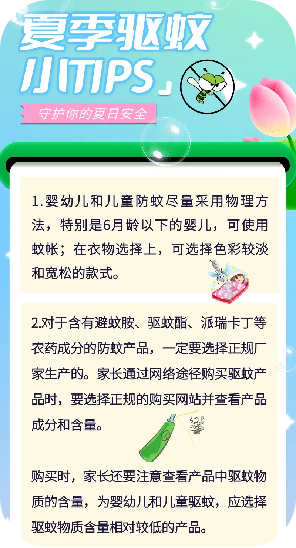 夏季驱蚊
小TIPS
守护你的夏日安全
1.婴幼儿和儿童防蚊尽量采用物理方
法，特别是6月龄以下的婴儿，可使用
蚊帐；在衣物选择上，可选择色彩较淡
和宽松的款式。
2.对于含有避蚊胺、驱蚊酯、派瑞卡丁等
农药成分的防蚊产品，一定要选择正规厂
家生产的。家长通过网络途径购买驱蚊产
品时，要选择正规的购买网站并查看产品
成分和含量。
购买时，家长还要注意查看产品中驱蚊物
质的含量，为婴幼儿和儿童驱蚊，应选择
驱蚊物质含量相对较低的产品。